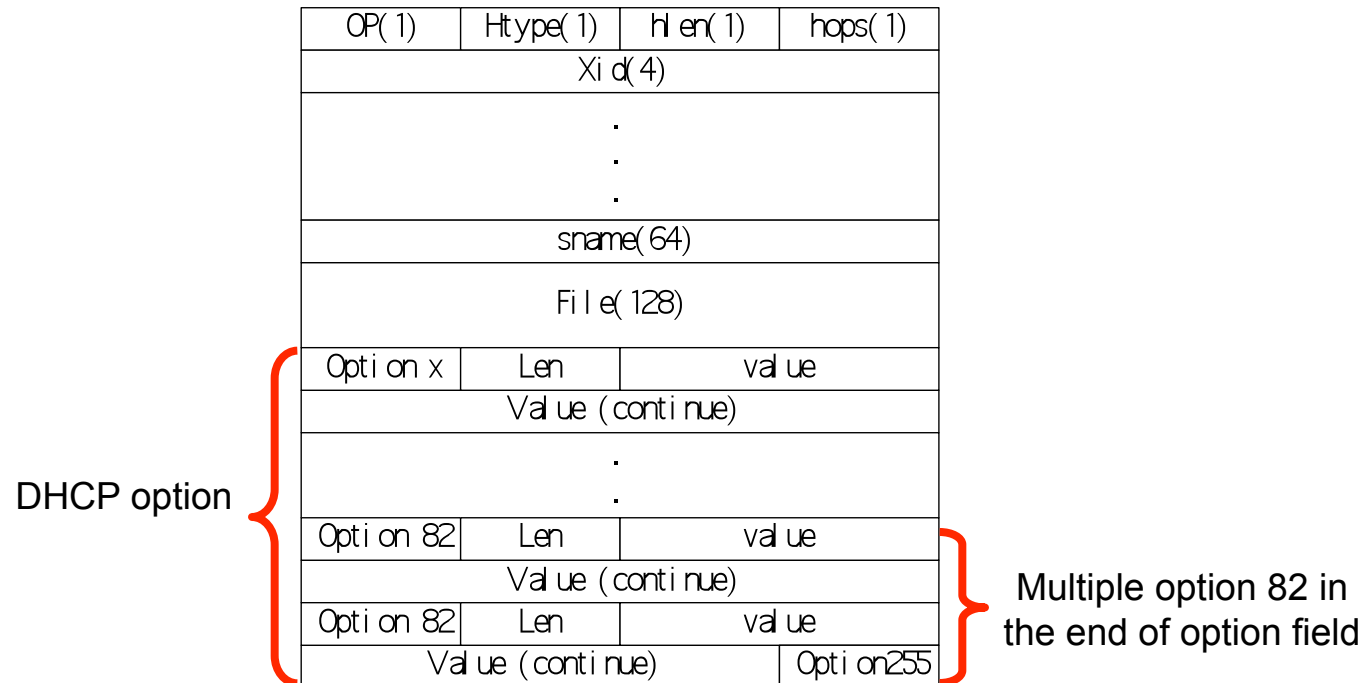 OP(1) Htype(1) hlen(1) hops(1)
Xid(4)
.
.
.
sname(64)
File(128)
Option x Len value
Value (continue)
.
.
DHCP option
Option 82 Len value
Value (continue)
Option 82 Len value
Value (continue) Option255
Multiple option 82 in
the end of option field